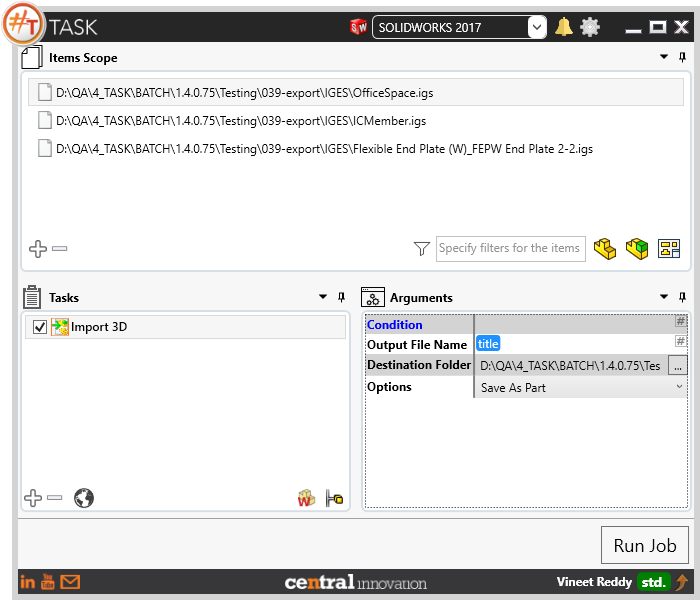 #T TASK
SW SOLIDWORKS 2017
Items Scope
D:\QA\4_TASK\BATCH\1.4.0.75\Testing\039-export\IGES\OfficeSpace.igs
D:\QA\4_TASK\BATCH\1.4.0.75\Testing\039-export\IGES\ICMember.igs
D:\QA\4_TASK\BATCH\1.4.0.75\Testing\039-export\IGES\Flexible End Plate (W)_FEPW End Plate 2-2.igs
Specify filters for the items
Tasks
Import 3D
W
Arguments
Condition #
Output File Name title #
Destination Folder D:\QA\4_TASK\BATCH\1.4.0.75\Tes ...
Options Save As Part
Run Job
in You Tube
central innovation
Vineet Reddy std.